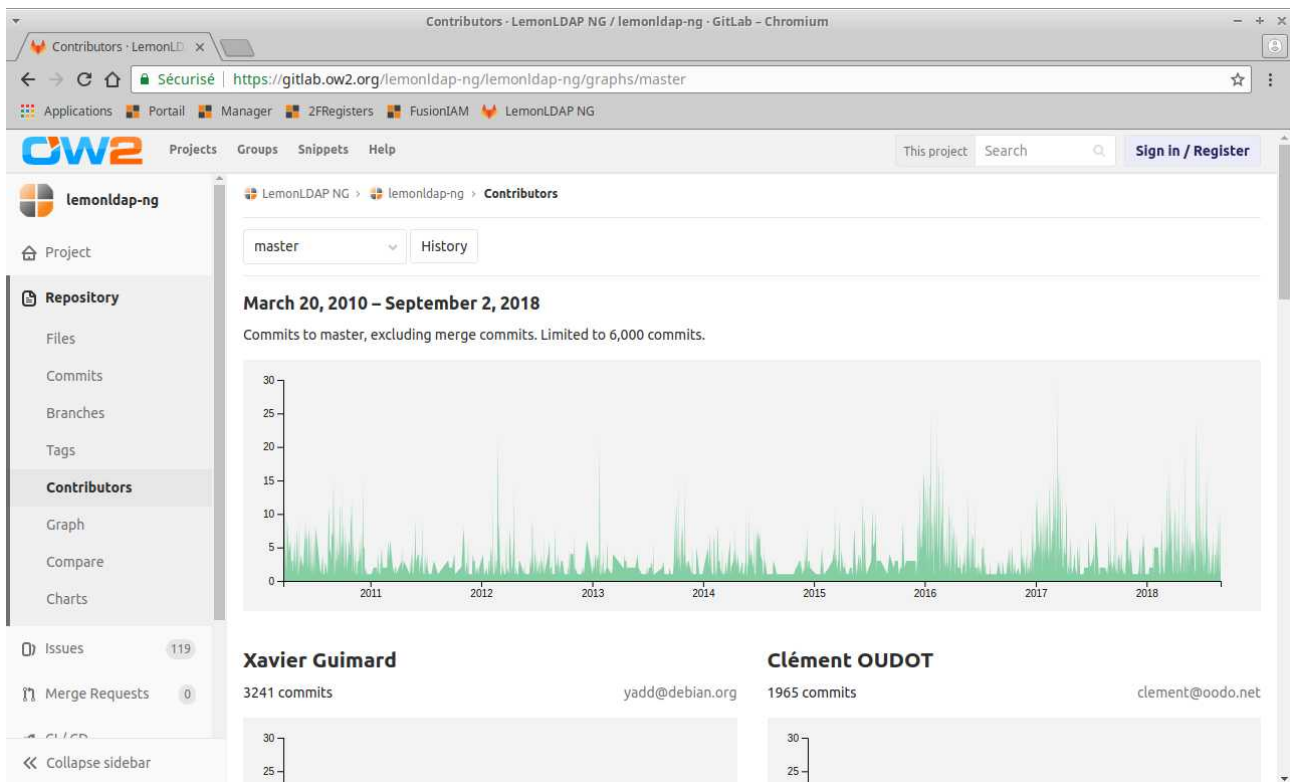 Contributors · LemonLDAP NG / lemonldap-ng · GitLab – Chromium
Contributors · LemonLD
Sécurisé https://gitlab.ow2.org/lemonldap-ng/lemonldap-ng/graphs/master
Applications Portail Manager 2FRegisters FusionIAM LemonLDAP NG
OW2 Projects Groups Snippets Help This project Search Sign in / Register
lemonldap-ng
LemonLDAP NG > lemonldap-ng > Contributors
Project
master History
Repository
Files
Commits
Branches
Tags
Contributors
Graph
Compare
Charts
Issues 119
Merge Requests 0
CI / CD
Collapse sidebar
March 20, 2010 – September 2, 2018
Commits to master, excluding merge commits. Limited to 6,000 commits.
30
25
20
15
10
5
0
2011 2012 2013 2014 2015 2016 2017 2018
Xavier Guimard
3241 commits yadd@debian.org
30
25
Clément OUDOT
1965 commits clement@oodo.net
30
25